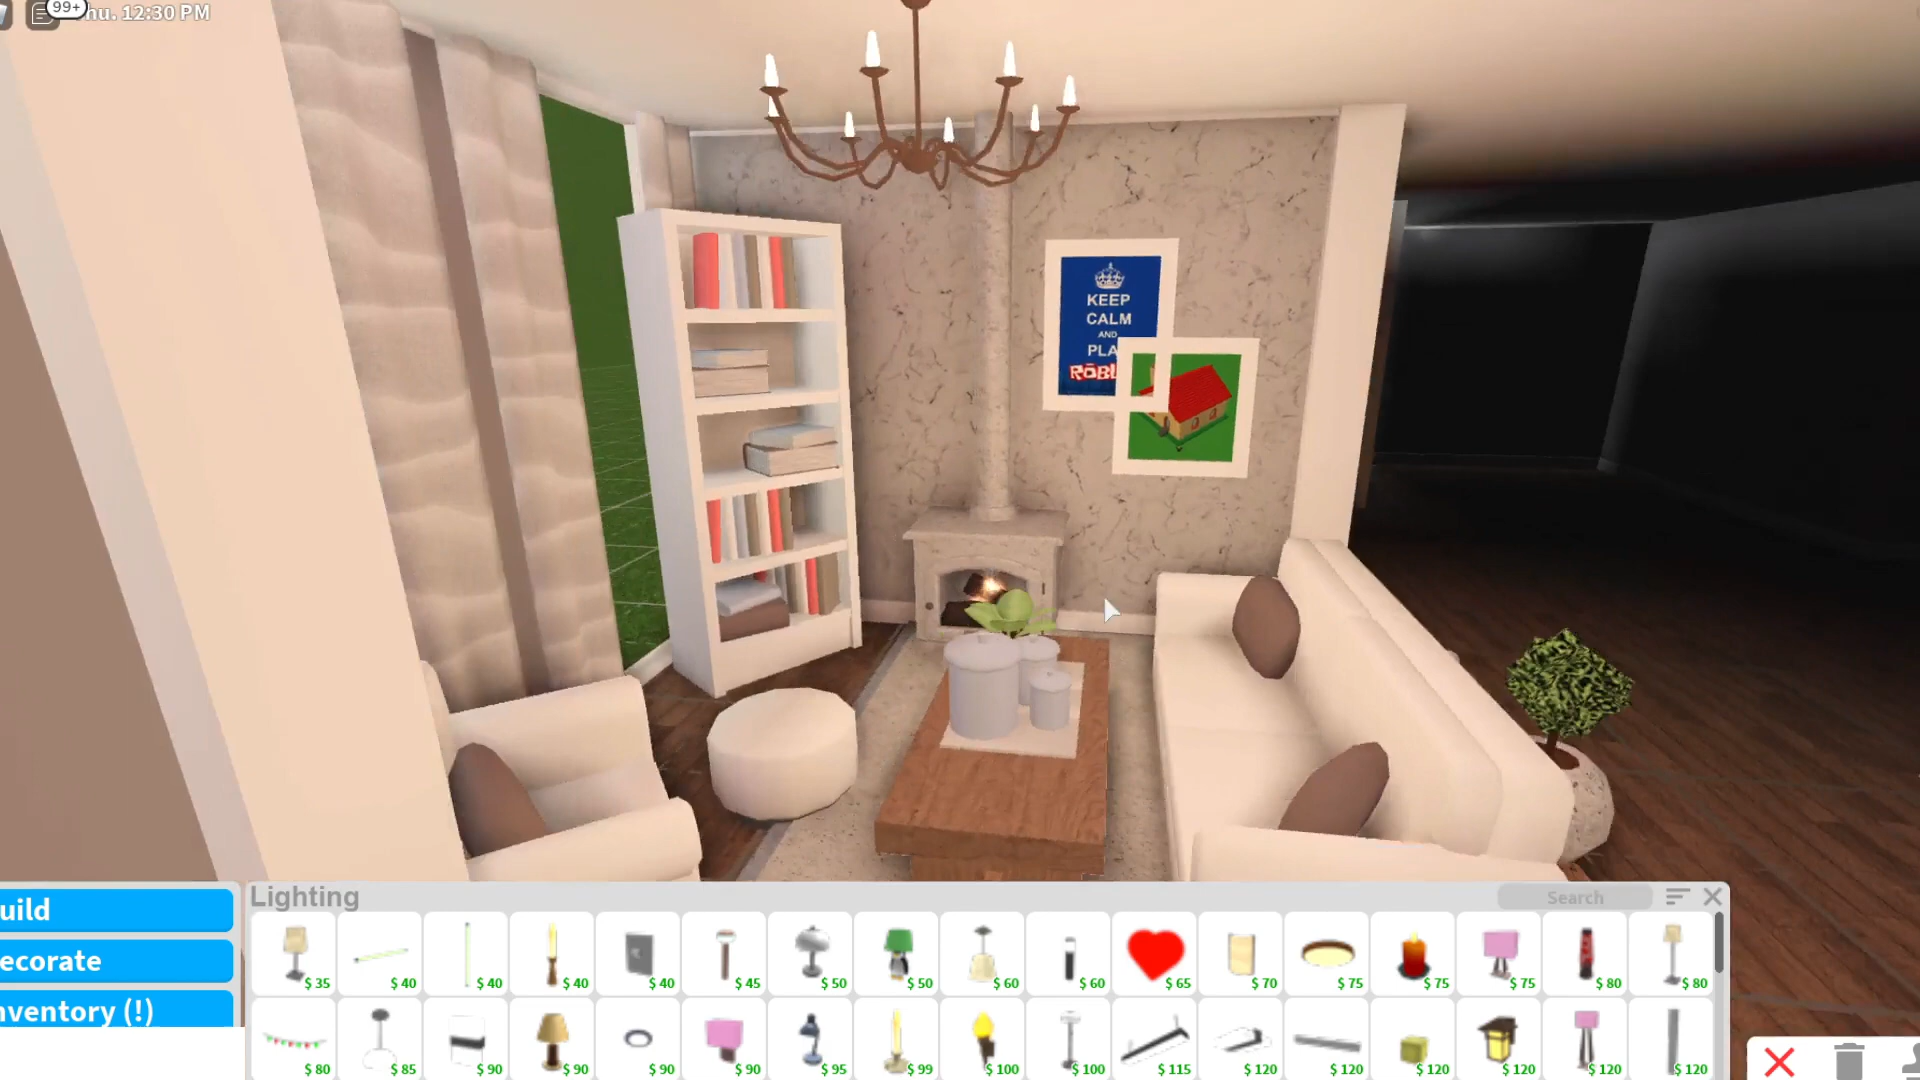 99+
Thu. 12:30 PM
KEEP
CALM
AND
PLA
ROBL
uild
ecorate
nventory (!)
Lighting
Search
$ 35 $ 40 $ 40 $ 40 $ 40 $ 45 $ 50 $ 50 $ 60 $ 60 $ 65 $ 70 $ 75 $ 75 $ 75 $ 80 $ 80
$ 80 $ 85 $ 90 $ 90 $ 90 $ 90 $ 95 $ 99 $ 100 $ 100 $ 115 $ 120 $ 120 $ 120 $ 120 $ 120 $ 120